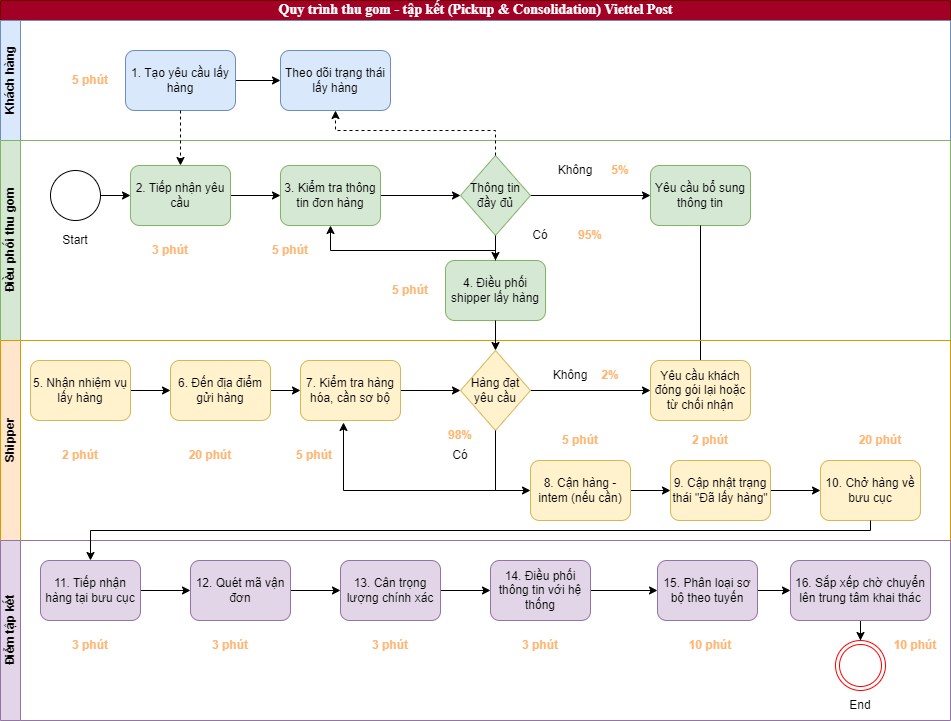 Quy trình thu gom - tập kết (Pickup & Consolidation) Viettel Post
Khách hàng
5 phút
1. Tạo yêu cầu lấy
hàng
Theo dõi trạng thái
lấy hàng
Điều phối thu gom
Start
2. Tiếp nhận yêu
cầu
3 phút
3. Kiểm tra thông
tin đơn hàng
5 phút
Thông tin
đầy đủ
Không
5%
Yêu cầu bổ sung
thông tin
Có
95%
5 phút
4. Điều phối
shipper lấy hàng
Shipper
5. Nhận nhiệm vụ
lấy hàng
2 phút
6. Đến địa điểm
gửi hàng
20 phút
7. Kiểm tra hàng
hóa, cân sơ bộ
5 phút
Hàng đạt
yêu cầu
Không
2%
Yêu cầu khách
đóng gói lại hoặc
từ chối nhận
98%
Có
5 phút
8. Cân hàng -
intem (nếu cần)
2 phút
9. Cập nhật trạng
thái "Đã lấy hàng"
20 phút
10. Chở hàng về
bưu cục
Điểm tập kết
11. Tiếp nhận
hàng tại bưu cục
3 phút
12. Quét mã vận
đơn
3 phút
13. Cân trọng
lượng chính xác
3 phút
14. Điều phối
thông tin với hệ
thống
3 phút
15. Phân loại sơ
bộ theo tuyến
10 phút
16. Sắp xếp chờ chuyển
lên trung tâm khai thác
10 phút
End